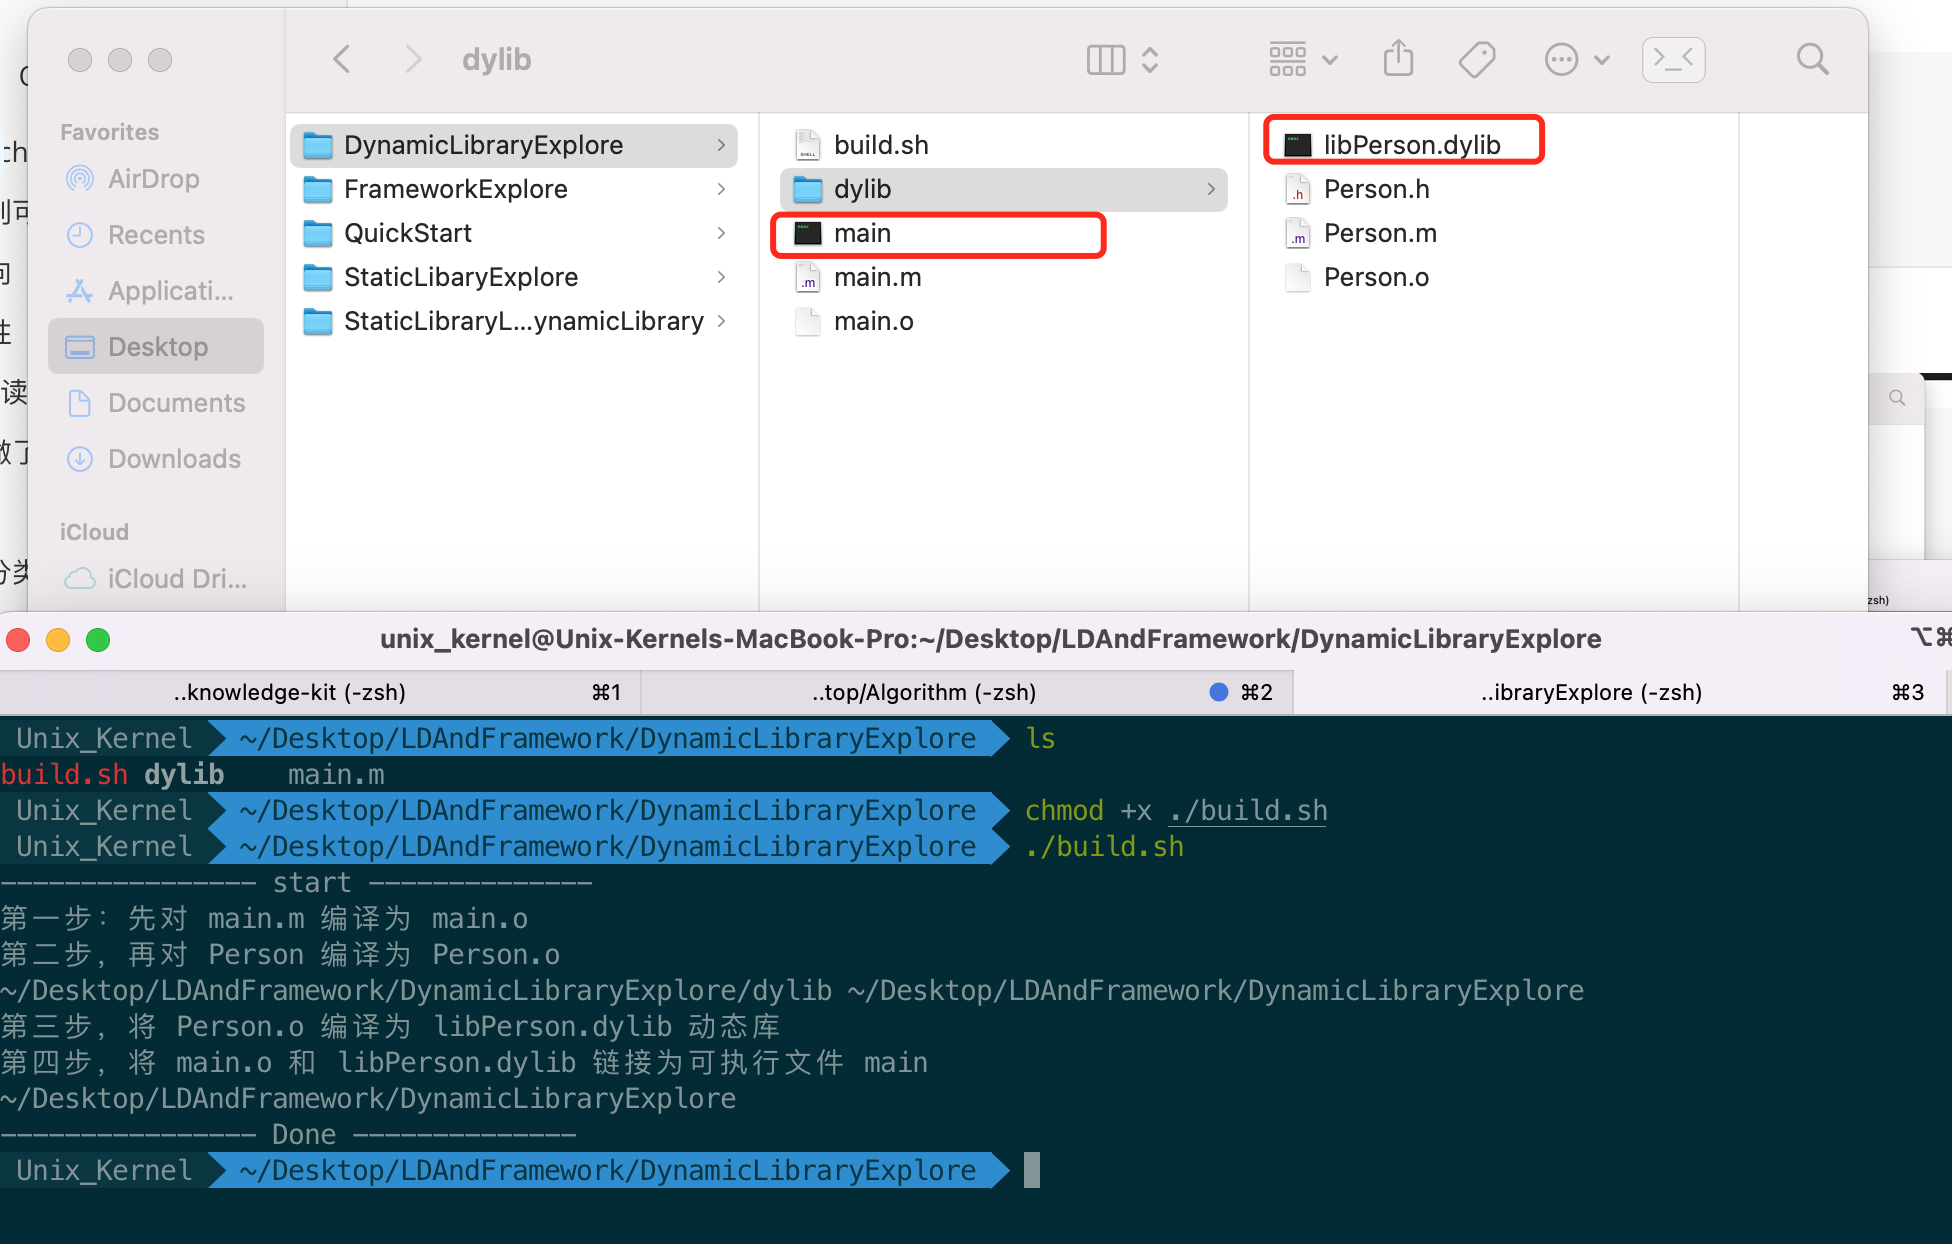 dylib
Favorites
AirDrop
Recents
Applicati...
Desktop
Documents
Downloads
iCloud
iCloud Dri...
DynamicLibraryExplore
FrameworkExplore
QuickStart
StaticLibaryExplore
StaticLibraryL...ynamicLibrary
build.sh
dylib
main
main.m
main.o
libPerson.dylib
Person.h
Person.m
Person.o
读
分类
zsh)
unix_kernel@Unix-Kernels-MacBook-Pro:~/Desktop/LDAndFramework/DynamicLibraryExplore ⌥⌘
..knowledge-kit (-zsh) ⌘1 ..top/Algorithm (-zsh) ⌘2 ..ibraryExplore (-zsh) ⌘3
Unix_Kernel ~/Desktop/LDAndFramework/DynamicLibraryExplore ls
build.sh dylib main.m
Unix_Kernel ~/Desktop/LDAndFramework/DynamicLibraryExplore chmod +x ./build.sh
Unix_Kernel ~/Desktop/LDAndFramework/DynamicLibraryExplore ./build.sh
---------------- start --------------
第一步：先对 main.m 编译为 main.o
第二步，再对 Person 编译为 Person.o
~/Desktop/LDAndFramework/DynamicLibraryExplore/dylib ~/Desktop/LDAndFramework/DynamicLibraryExplore
第三步，将 Person.o 编译为 libPerson.dylib 动态库
第四步，将 main.o 和 libPerson.dylib 链接为可执行文件 main
~/Desktop/LDAndFramework/DynamicLibraryExplore
---------------- Done --------------
Unix_Kernel ~/Desktop/LDAndFramework/DynamicLibraryExplore